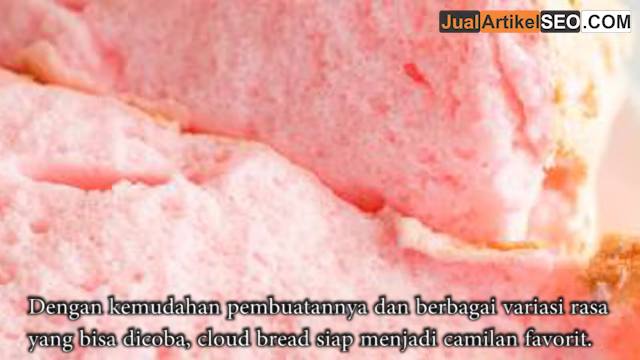 JualArtikelSEO.COM
Dengan kemudahan pembuatannya dan berbagai variasi rasa
yang bisa dicoba, cloud bread siap menjadi camilan favorit.